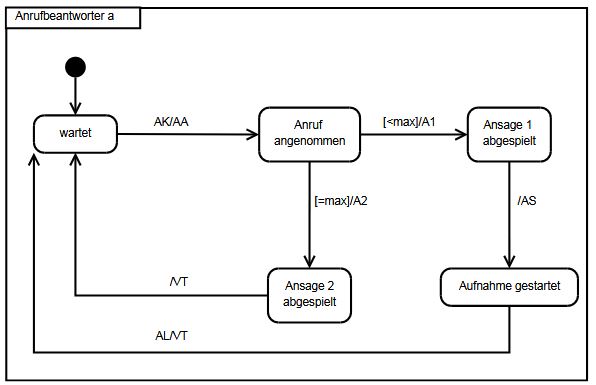 Anrufbeantworter a
AK/AA
[<max]/A1
wartet
Anruf
angenommen
Ansage 1
abgespielt
[=max]/A2
/AS
/VT
Ansage 2
abgespielt
Aufnahme gestartet
AL/VT